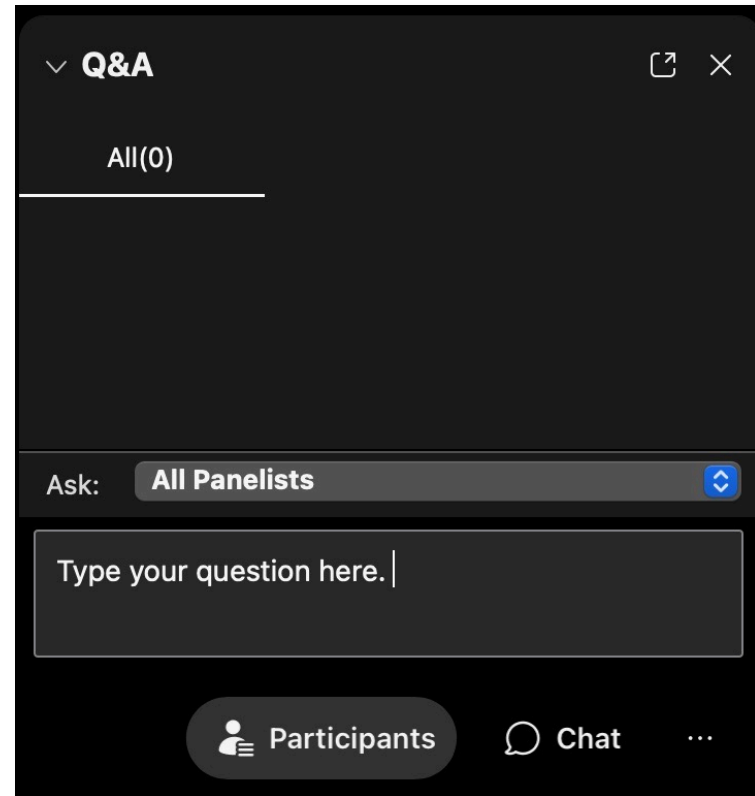 Q&A
All(0)
Ask: All Panelists
Type your question here.
Participants Chat